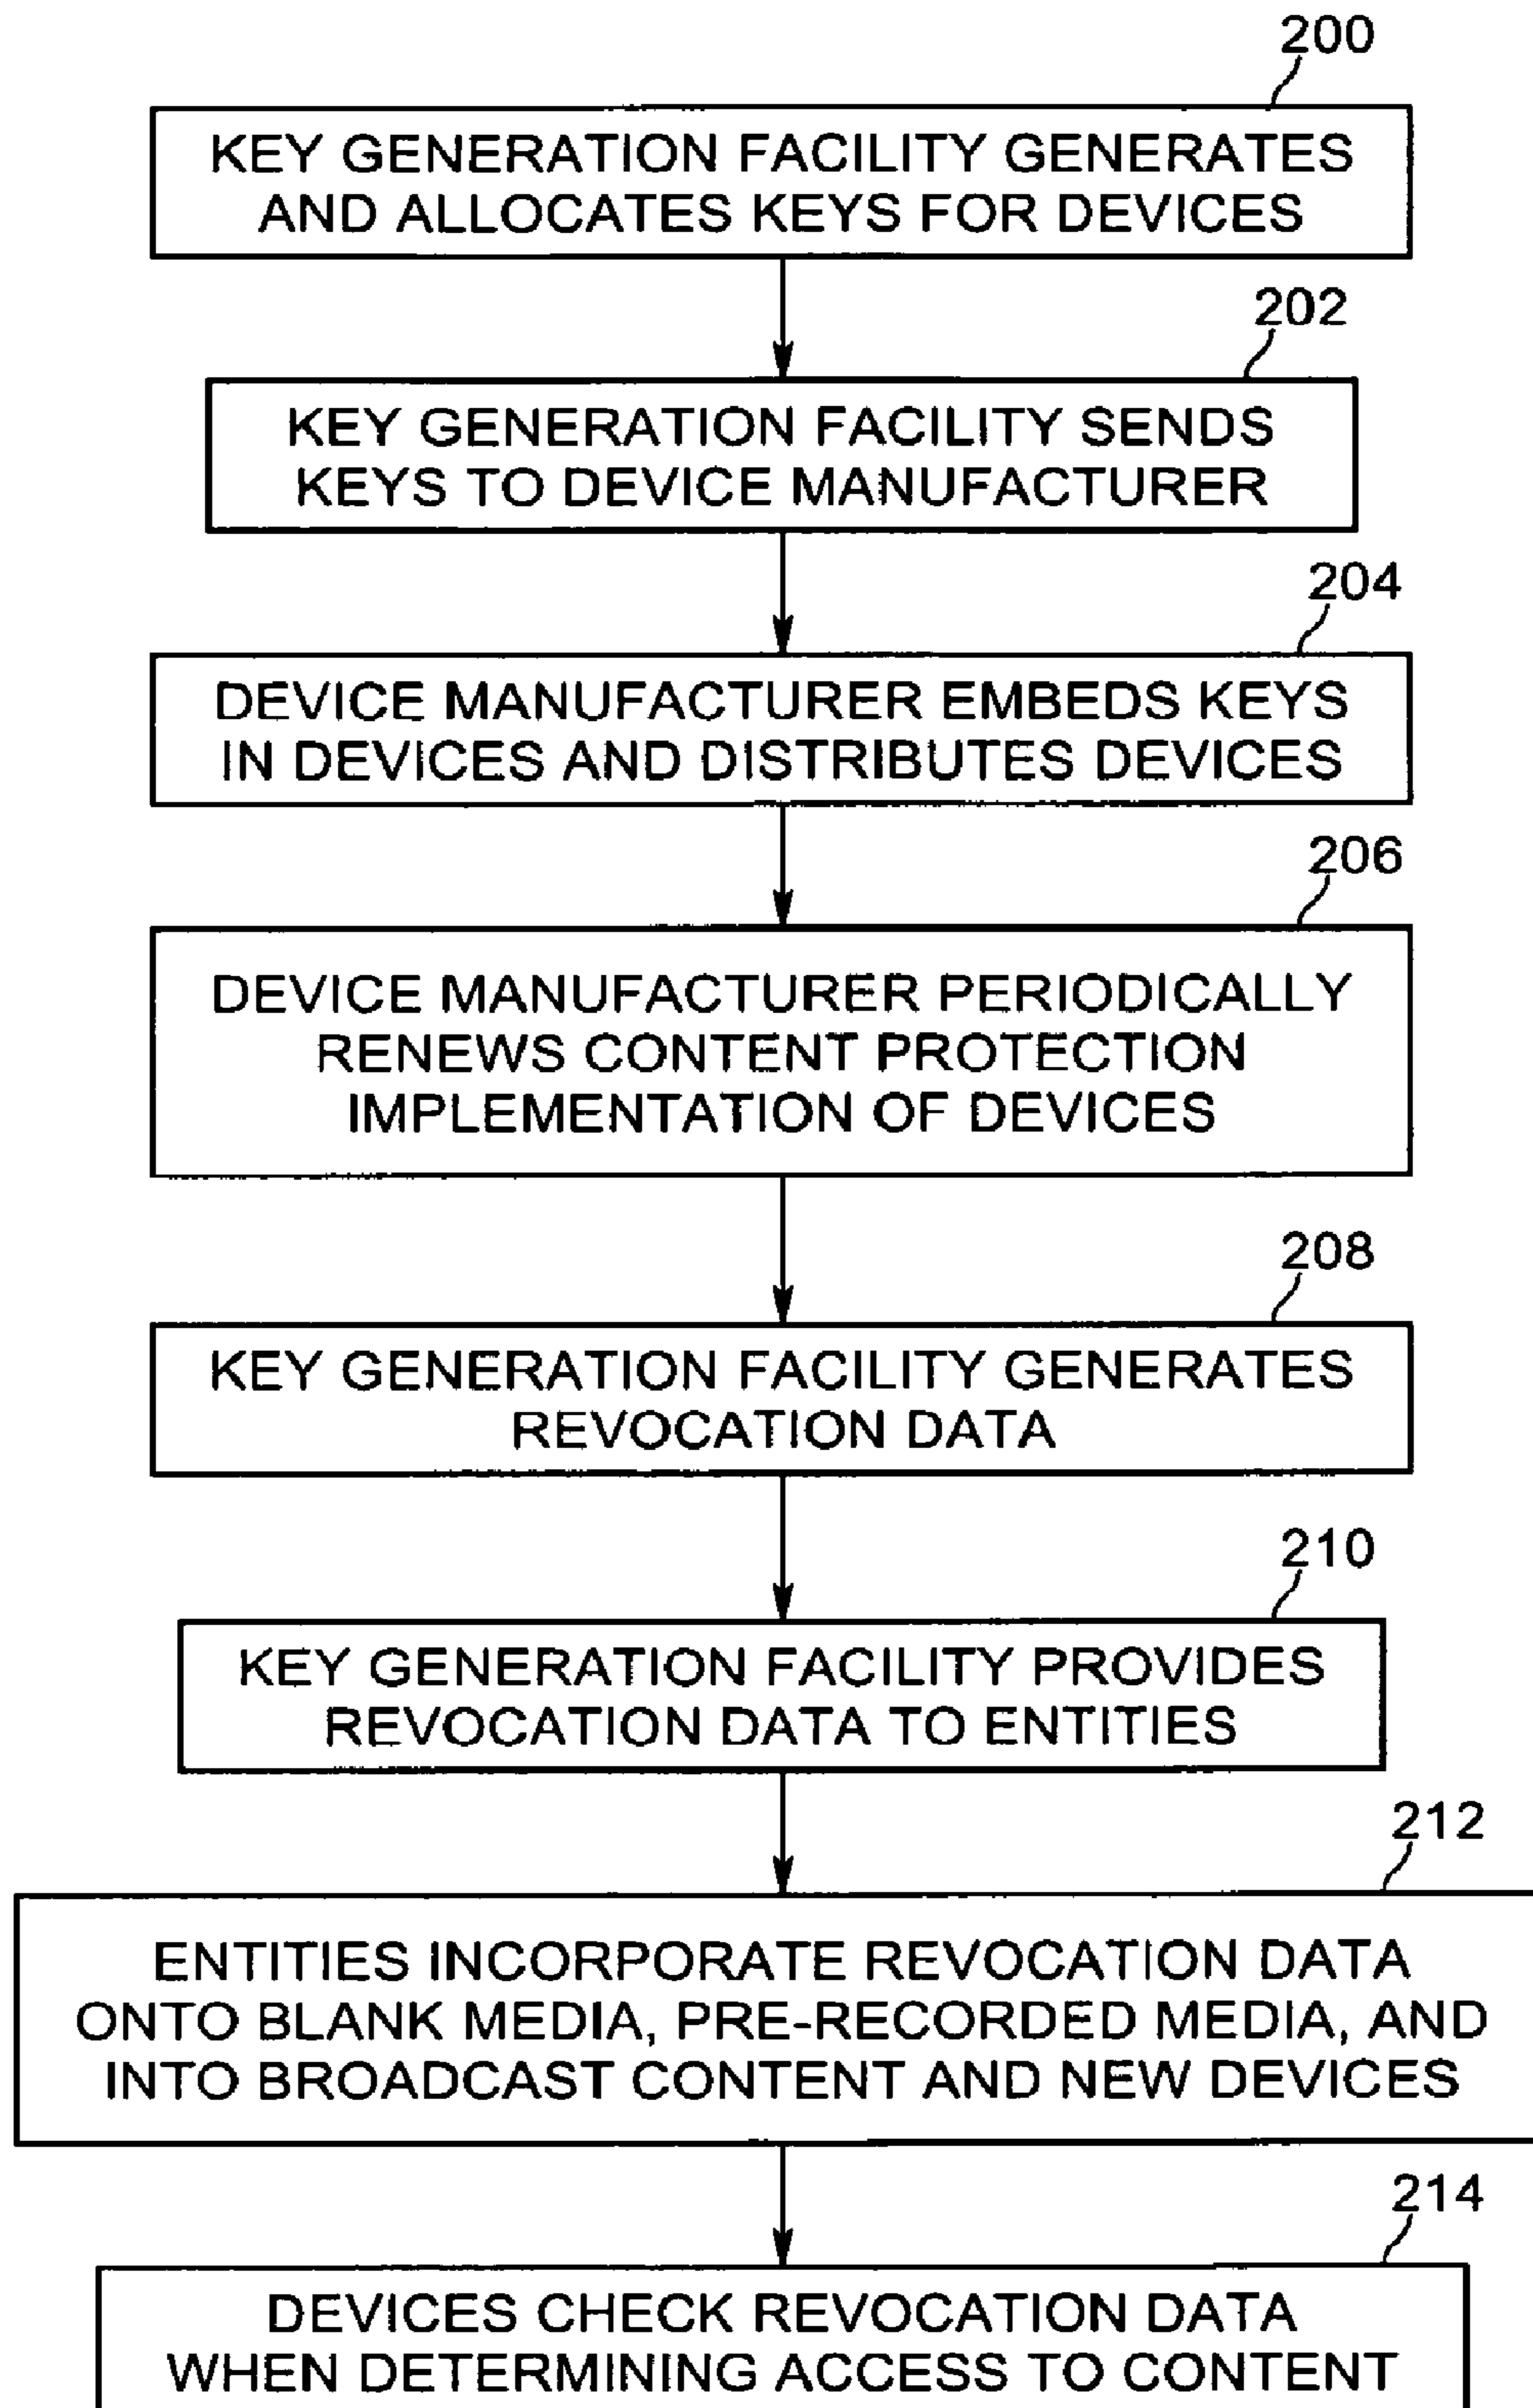 200
KEY GENERATION FACILITY GENERATES
AND ALLOCATES KEYS FOR DEVICES
202
KEY GENERATION FACILITY SENDS
KEYS TO DEVICE MANUFACTURER
204
DEVICE MANUFACTURER EMBEDS KEYS
IN DEVICES AND DISTRIBUTES DEVICES
206
DEVICE MANUFACTURER PERIODICALLY
RENEWS CONTENT PROTECTION
IMPLEMENTATION OF DEVICES
208
KEY GENERATION FACILITY GENERATES
REVOCATION DATA
210
KEY GENERATION FACILITY PROVIDES
REVOCATION DATA TO ENTITIES
212
ENTITIES INCORPORATE REVOCATION DATA
ONTO BLANK MEDIA, PRE-RECORDED MEDIA, AND
INTO BROADCAST CONTENT AND NEW DEVICES
214
DEVICES CHECK REVOCATION DATA
WHEN DETERMINING ACCESS TO CONTENT